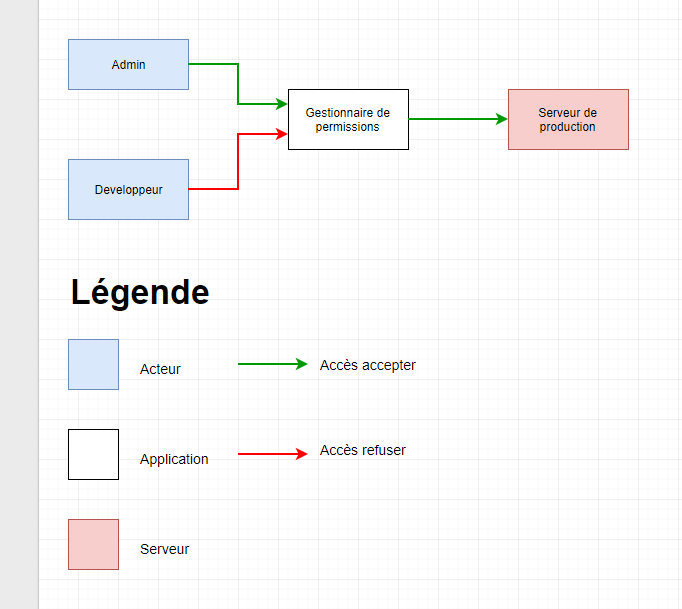 Admin
Gestionnaire de
permissions
Serveur de
production
Developpeur
Légende
Acteur
Accès accepter
Application
Accès refuser
Serveur